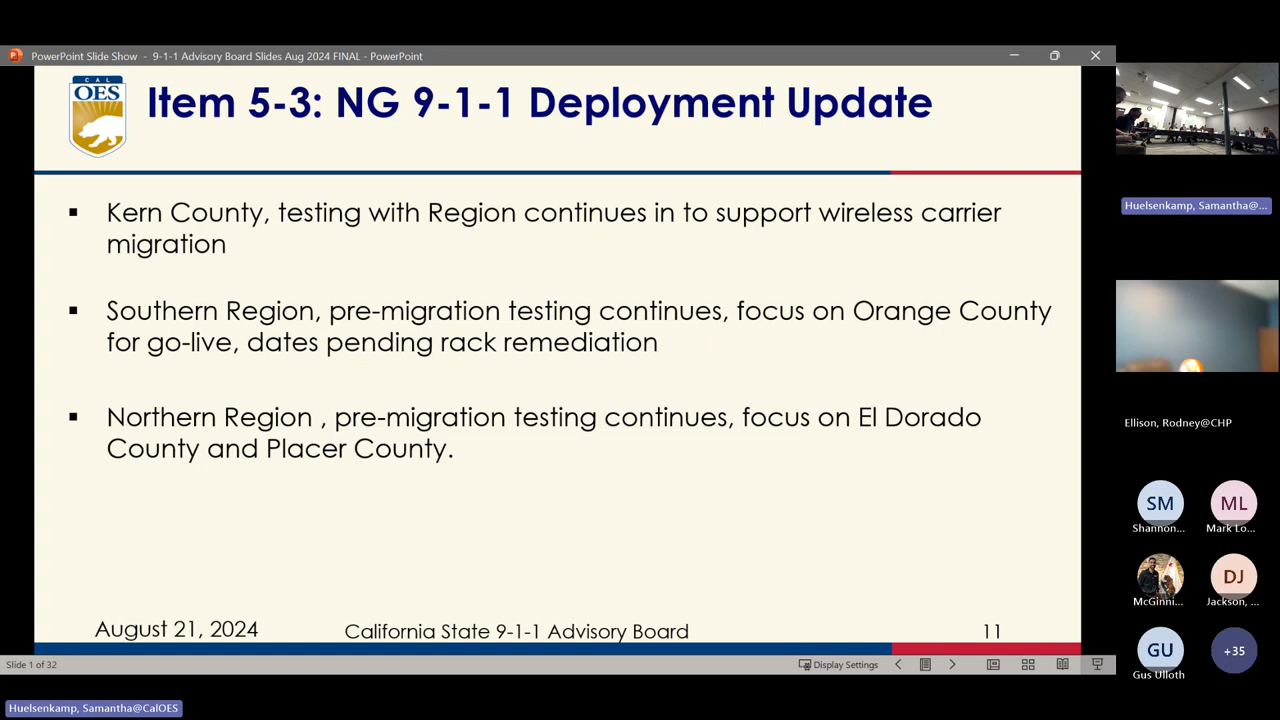 PowerPoint Slide Show - 9-1-1 Advisory Board Slides Aug 2024 FINAL - PowerPoint
CAL
OES
Item 5-3: NG 9-1-1 Deployment Update
▪ Kern County, testing with Region continues in to support wireless carrier
migration
▪ Southern Region, pre-migration testing continues, focus on Orange County
for go-live, dates pending rack remediation
▪ Northern Region , pre-migration testing continues, focus on El Dorado
County and Placer County.
August 21, 2024
California State 9-1-1 Advisory Board
11
Slide 1 of 32
Display Settings
Huelsenkamp, Samantha@CalOES
Huelsenkamp, Samantha@...
Ellison, Rodney@CHP
SM
Shannon...
ML
Mark Lo...
McGinni...
DJ
Jackson, ...
GU
Gus Ulloth
+35